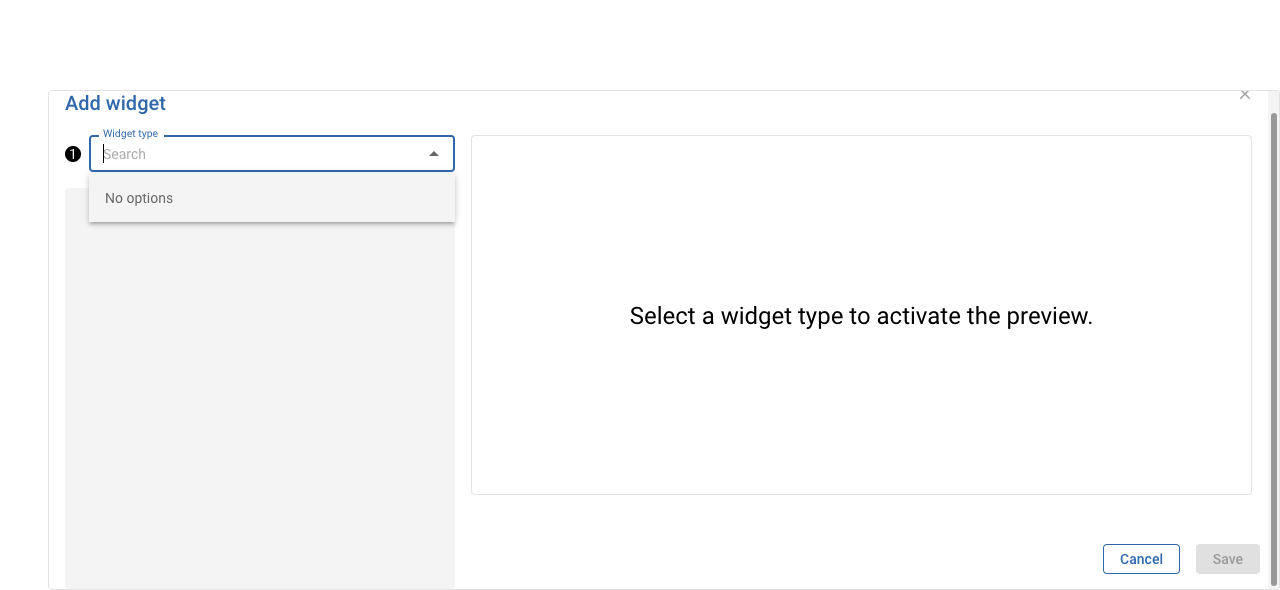 Add widget
×
Widget type
1
Search
No options
Select a widget type to activate the preview.
Cancel
Save